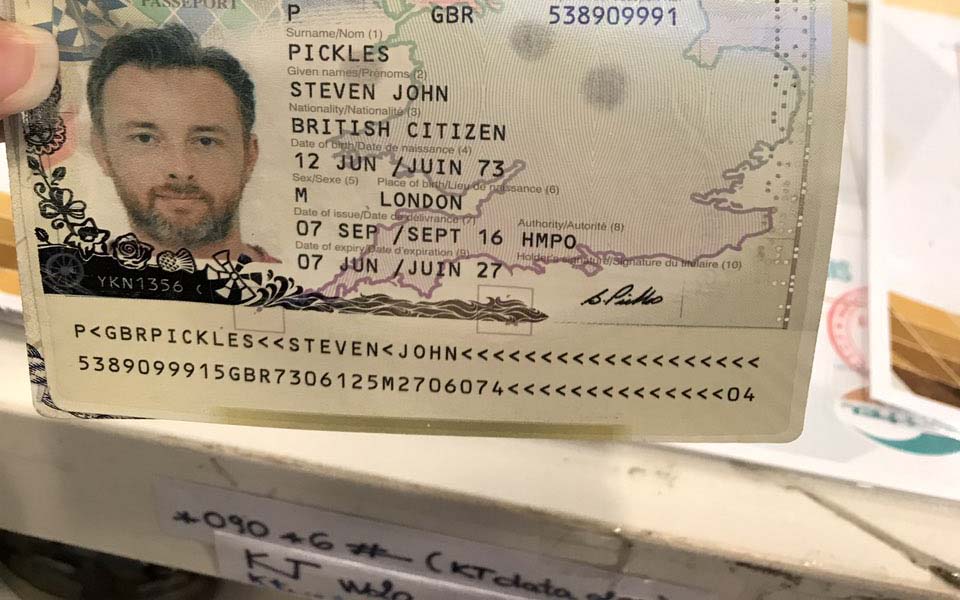 PASSPORT
P GBR 538909991
Surname/Nom (1)
PICKLES
Given names/Prénoms (2)
STEVEN JOHN
Nationality/Nationalité (3)
BRITISH CITIZEN
Date of birth/Date de naissance (4)
12 JUN /JUIN 73
Sex/Sexe (5) Place of birth/Lieu de naissance (6)
M LONDON
Date of issue/Date de délivrance (7) Authority/Autorité (8)
07 SEP /SEPT 16 HMPO
Date of expiry/Date d'expiration (9) Holder's signature/Signature du titulaire (10)
07 JUN /JUIN 27
S. Pickles
YKN1356
P<GBRPICKLES<<STEVEN<JOHN<<<<<<<<<<<<<<<<<<<
5389099915GBR7306125M2706074<<<<<<<<<<<<<<04
*090 +6 # (KT data
KJ